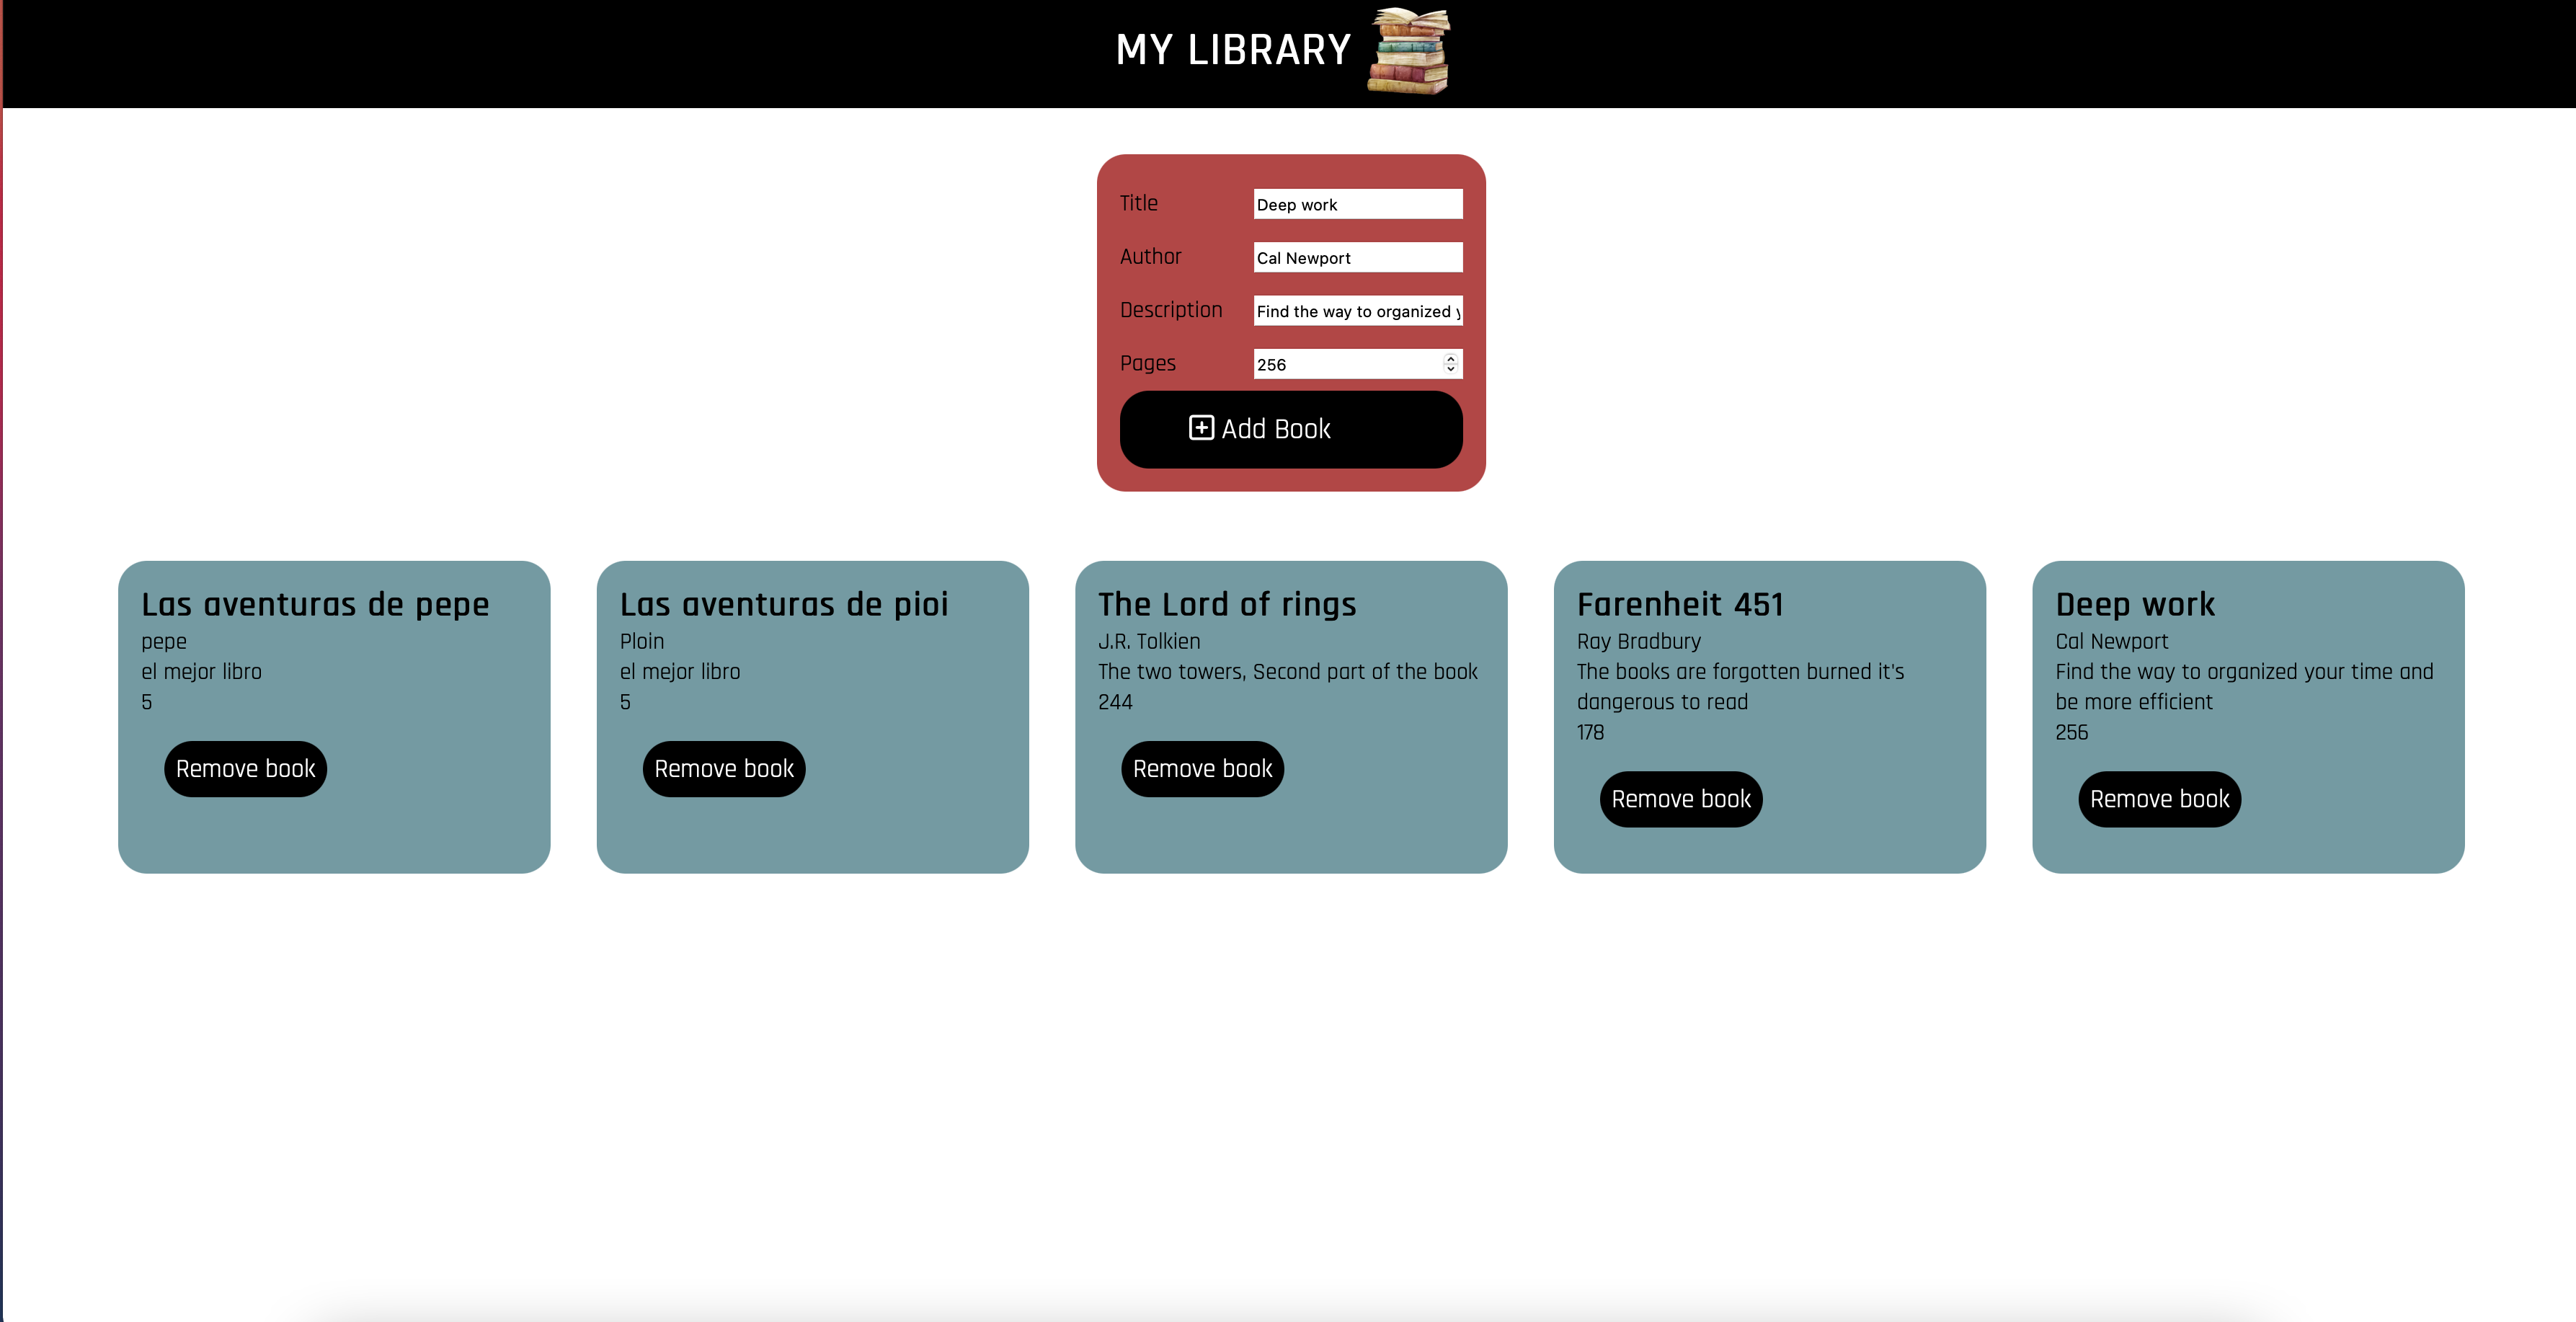 MY LIBRARY
Title
Deep work
Author
Cal Newport
Description
Find the way to organized y
Pages
256
Add Book
Las aventuras de pepe
pepe
el mejor libro
5
Remove book
Las aventuras de pioi
Ploin
el mejor libro
5
Remove book
The Lord of rings
J.R. Tolkien
The two towers, Second part of the book
244
Remove book
Farenheit 451
Ray Bradbury
The books are forgotten burned it's
dangerous to read
178
Remove book
Deep work
Cal Newport
Find the way to organized your time and
be more efficient
256
Remove book